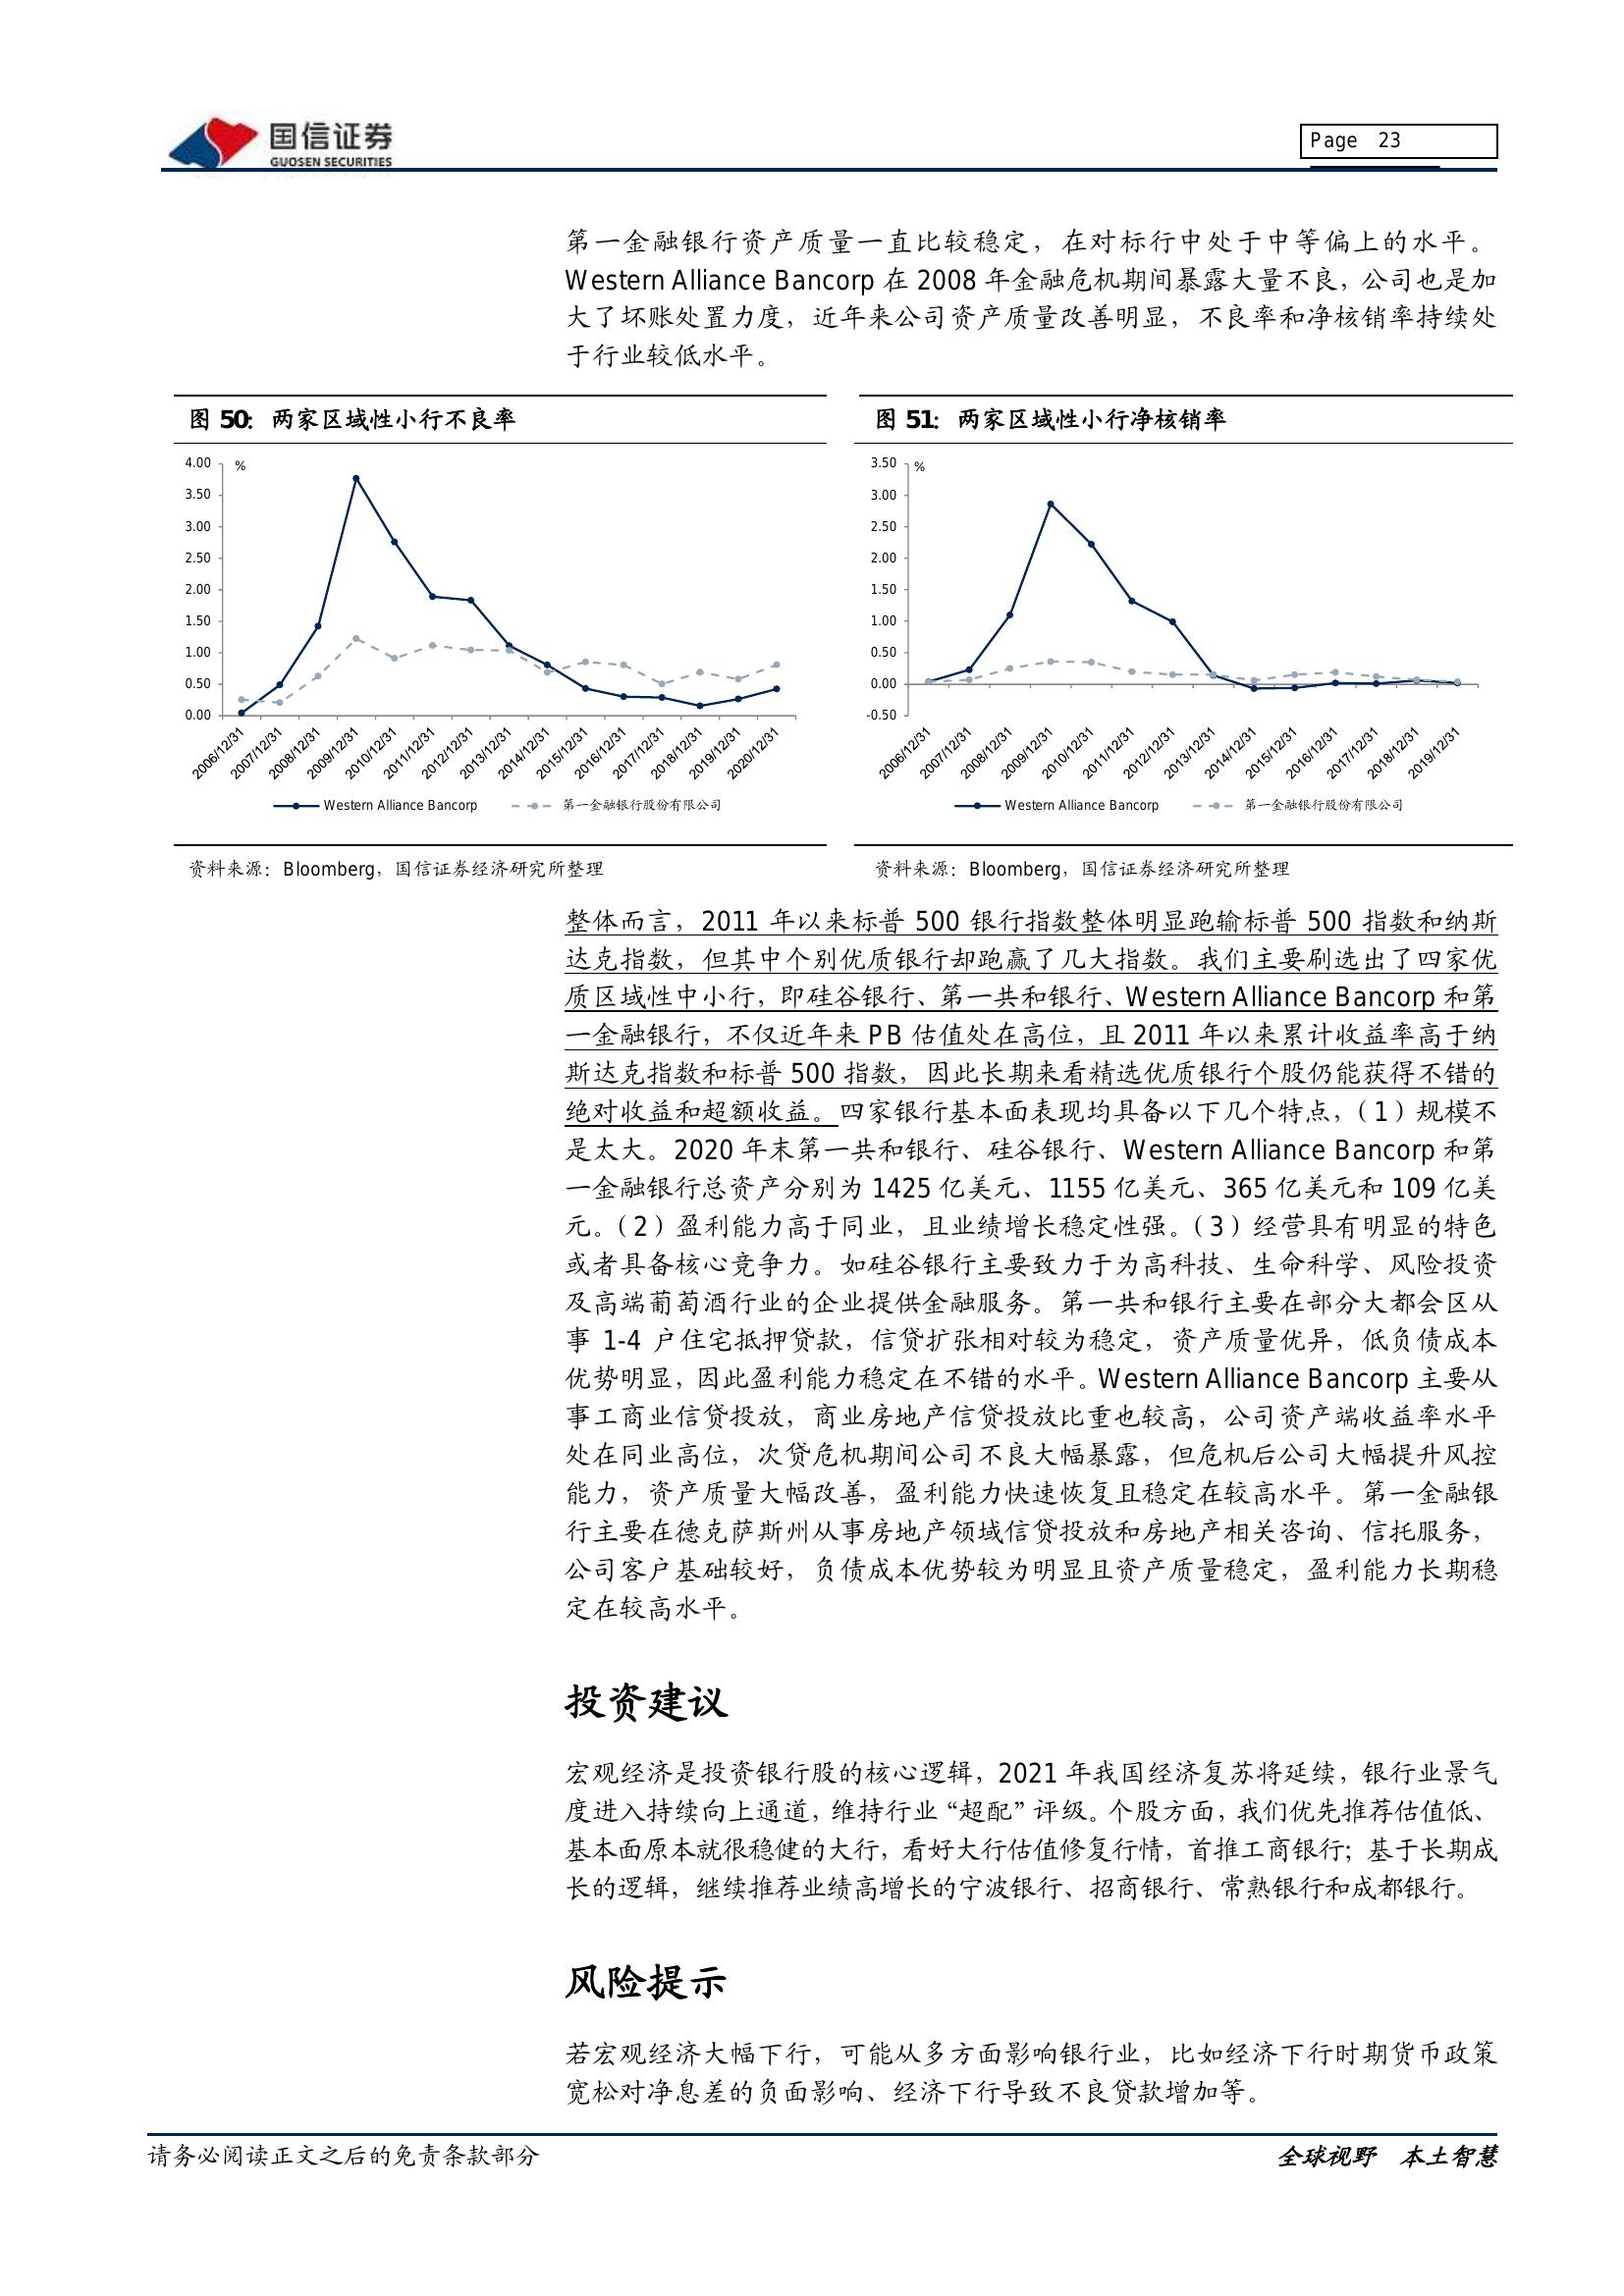 国信证券
GUOSEN SECURITIES
Page 23
第一金融银行资产质量一直比较稳定，在对标行中处于中等偏上的水平。
Western Alliance Bancorp 在 2008 年金融危机期间暴露大量不良，公司也是加
大了坏账处置力度，近年来公司资产质量改善明显，不良率和净核销率持续处
于行业较低水平。
图 50：两家区域性小行不良率
4.00
%
3.50
3.00
2.50
2.00
1.50
1.00
0.50
0.00
2006/12/31
2007/12/31
2008/12/31
2009/12/31
2010/12/31
2011/12/31
2012/12/31
2013/12/31
2014/12/31
2015/12/31
2016/12/31
2017/12/31
2018/12/31
2019/12/31
2020/12/31
Western Alliance Bancorp
第一金融银行股份有限公司
资料来源：Bloomberg，国信证券经济研究所整理
图 51：两家区域性小行净核销率
3.50
%
3.00
2.50
2.00
1.50
1.00
0.50
0.00
-0.50
2006/12/31
2007/12/31
2008/12/31
2009/12/31
2010/12/31
2011/12/31
2012/12/31
2013/12/31
2014/12/31
2015/12/31
2016/12/31
2017/12/31
2018/12/31
2019/12/31
Western Alliance Bancorp
第一金融银行股份有限公司
资料来源：Bloomberg，国信证券经济研究所整理
整体而言，2011 年以来标普 500 银行指数整体明显跑输标普 500 指数和纳斯
达克指数，但其中个别优质银行却跑赢了几大指数。我们主要刷选出了四家优
质区域性中小行，即硅谷银行、第一共和银行、Western Alliance Bancorp 和第
一金融银行，不仅近年来 PB 估值处在高位，且 2011 年以来累计收益率高于纳
斯达克指数和标普 500 指数，因此长期来看精选优质银行个股仍能获得不错的
绝对收益和超额收益。四家银行基本面表现均具备以下几个特点，（1）规模不
是太大。2020 年末第一共和银行、硅谷银行、Western Alliance Bancorp 和第
一金融银行总资产分别为 1425 亿美元、1155 亿美元、365 亿美元和 109 亿美
元。（2）盈利能力高于同业，且业绩增长稳定性强。（3）经营具有明显的特色
或者具备核心竞争力。如硅谷银行主要致力于为高科技、生命科学、风险投资
及高端葡萄酒行业的企业提供金融服务。第一共和银行主要在部分大都会区从
事 1-4 户住宅抵押贷款，信贷扩张相对较为稳定，资产质量优异，低负债成本
优势明显，因此盈利能力稳定在不错的水平。Western Alliance Bancorp 主要从
事工商业信贷投放，商业房地产信贷投放比重也较高，公司资产端收益率水平
处在同业高位，次贷危机期间公司不良大幅暴露，但危机后公司大幅提升风控
能力，资产质量大幅改善，盈利能力快速恢复且稳定在较高水平。第一金融银
行主要在德克萨斯州从事房地产领域信贷投放和房地产相关咨询、信托服务，
公司客户基础较好，负债成本优势较为明显且资产质量稳定，盈利能力长期稳
定在较高水平。
投资建议
宏观经济是投资银行股的核心逻辑，2021 年我国经济复苏将延续，银行业景气
度进入持续向上通道，维持行业“超配”评级。个股方面，我们优先推荐估值低、
基本面原本就很稳健的大行，看好大行估值修复行情，首推工商银行；基于长期成
长的逻辑，继续推荐业绩高增长的宁波银行、招商银行、常熟银行和成都银行。
风险提示
若宏观经济大幅下行，可能从多方面影响银行业，比如经济下行时期货币政策
宽松对净息差的负面影响、经济下行导致不良贷款增加等。
请务必阅读正文之后的免责条款部分
全球视野 本土智慧